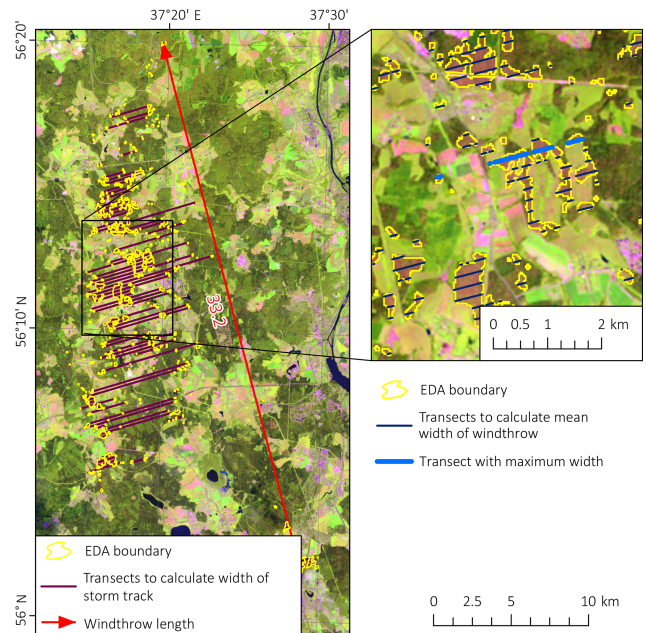 37°20' E
37°30'
56°20'
56°10' N
56° N
33.2
0 0.5 1 2 km
EDA boundary
Transects to calculate mean
width of windthrow
Transect with maximum width
EDA boundary
Transects to calculate width of
storm track
Windthrow length
0 2.5 5 10 km